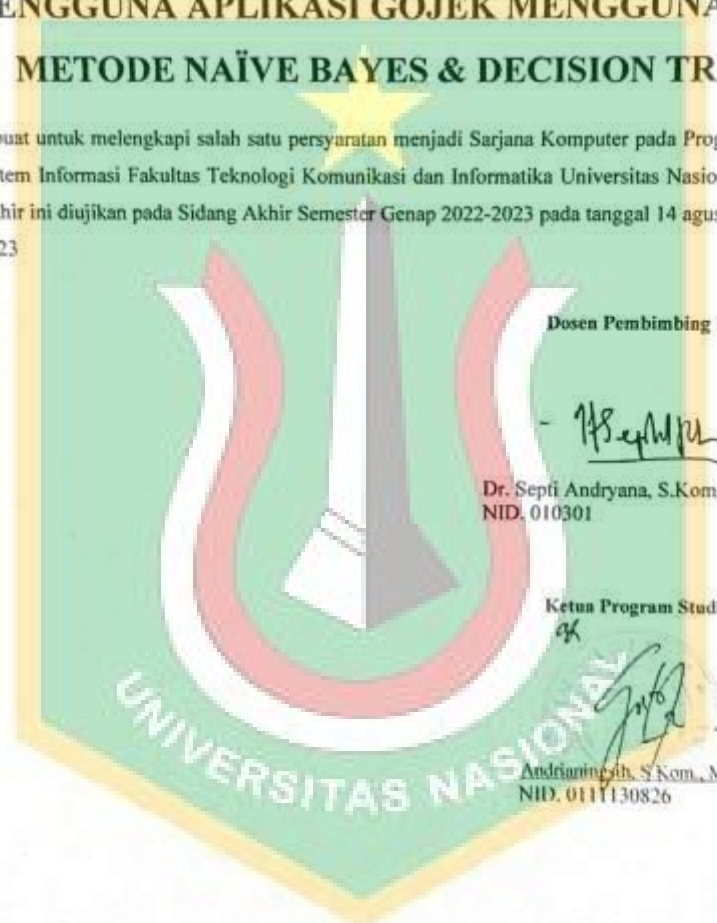 ENGGUNA APLIKASI GOJEK MENGGUNA
METODE NAÏVE BAYES & DECISION TR
buat untuk melengkapi salah satu persyaratan menjadi Sarjana Komputer pada Prog
tem Informasi Fakultas Teknologi Komunikasi dan Informatika Universitas Nasio
hir ini diujikan pada Sidang Akhir Semester Genap 2022-2023 pada tanggal 14 agus
23
Dosen Pembimbing
Dr. Septi Andryana, S.Kom
NID. 010301
Ketua Program Stud
Andrianingsih, S.Kom., M
NID. 0111130826
UNIVERSITAS NASIONAL